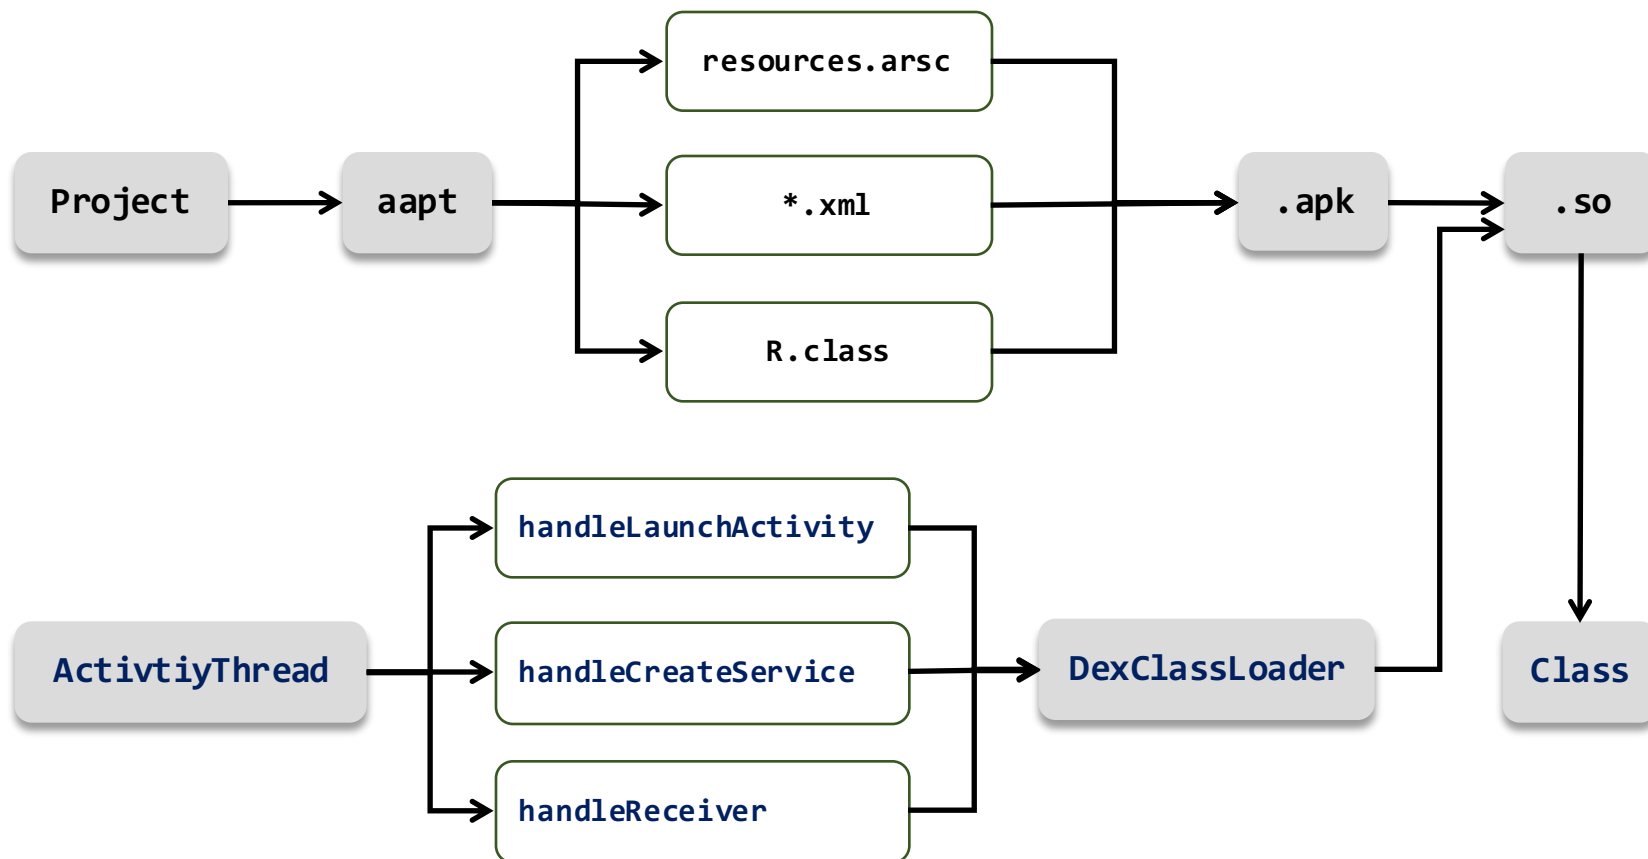 resources.arsc
Project
aapt
*.xml
.apk
.so
R.class
handleLaunchActivity
ActivtiyThread
handleCreateService
DexClassLoader
Class
handleReceiver